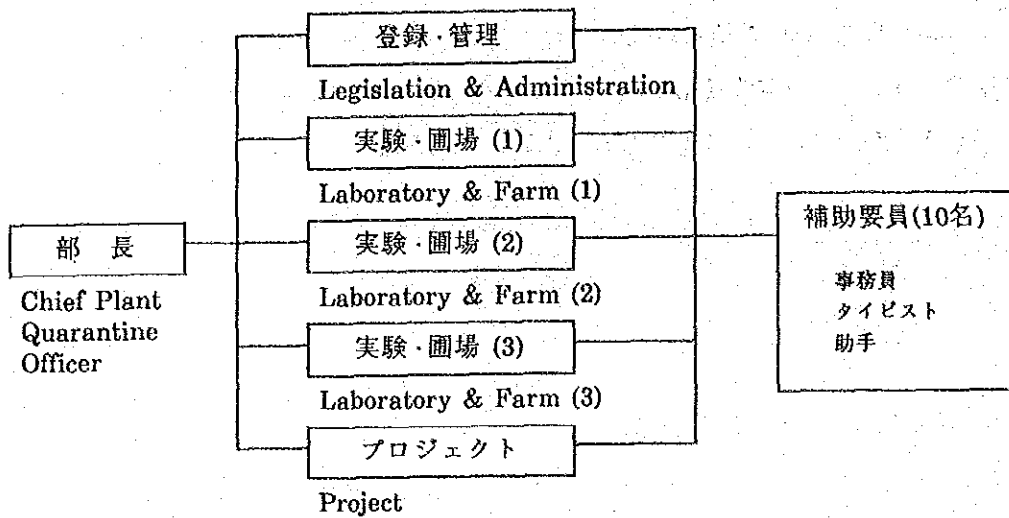 登録・管理
Legislation & Administration
実験・圃場 (1)
Laboratory & Farm (1)
部 長
Chief Plant
Quarantine
Officer
実験・圃場 (2)
Laboratory & Farm (2)
実験・圃場 (3)
Laboratory & Farm (3)
プロジェクト
Project
補助要員(10名)
事務員
タイピスト
助手